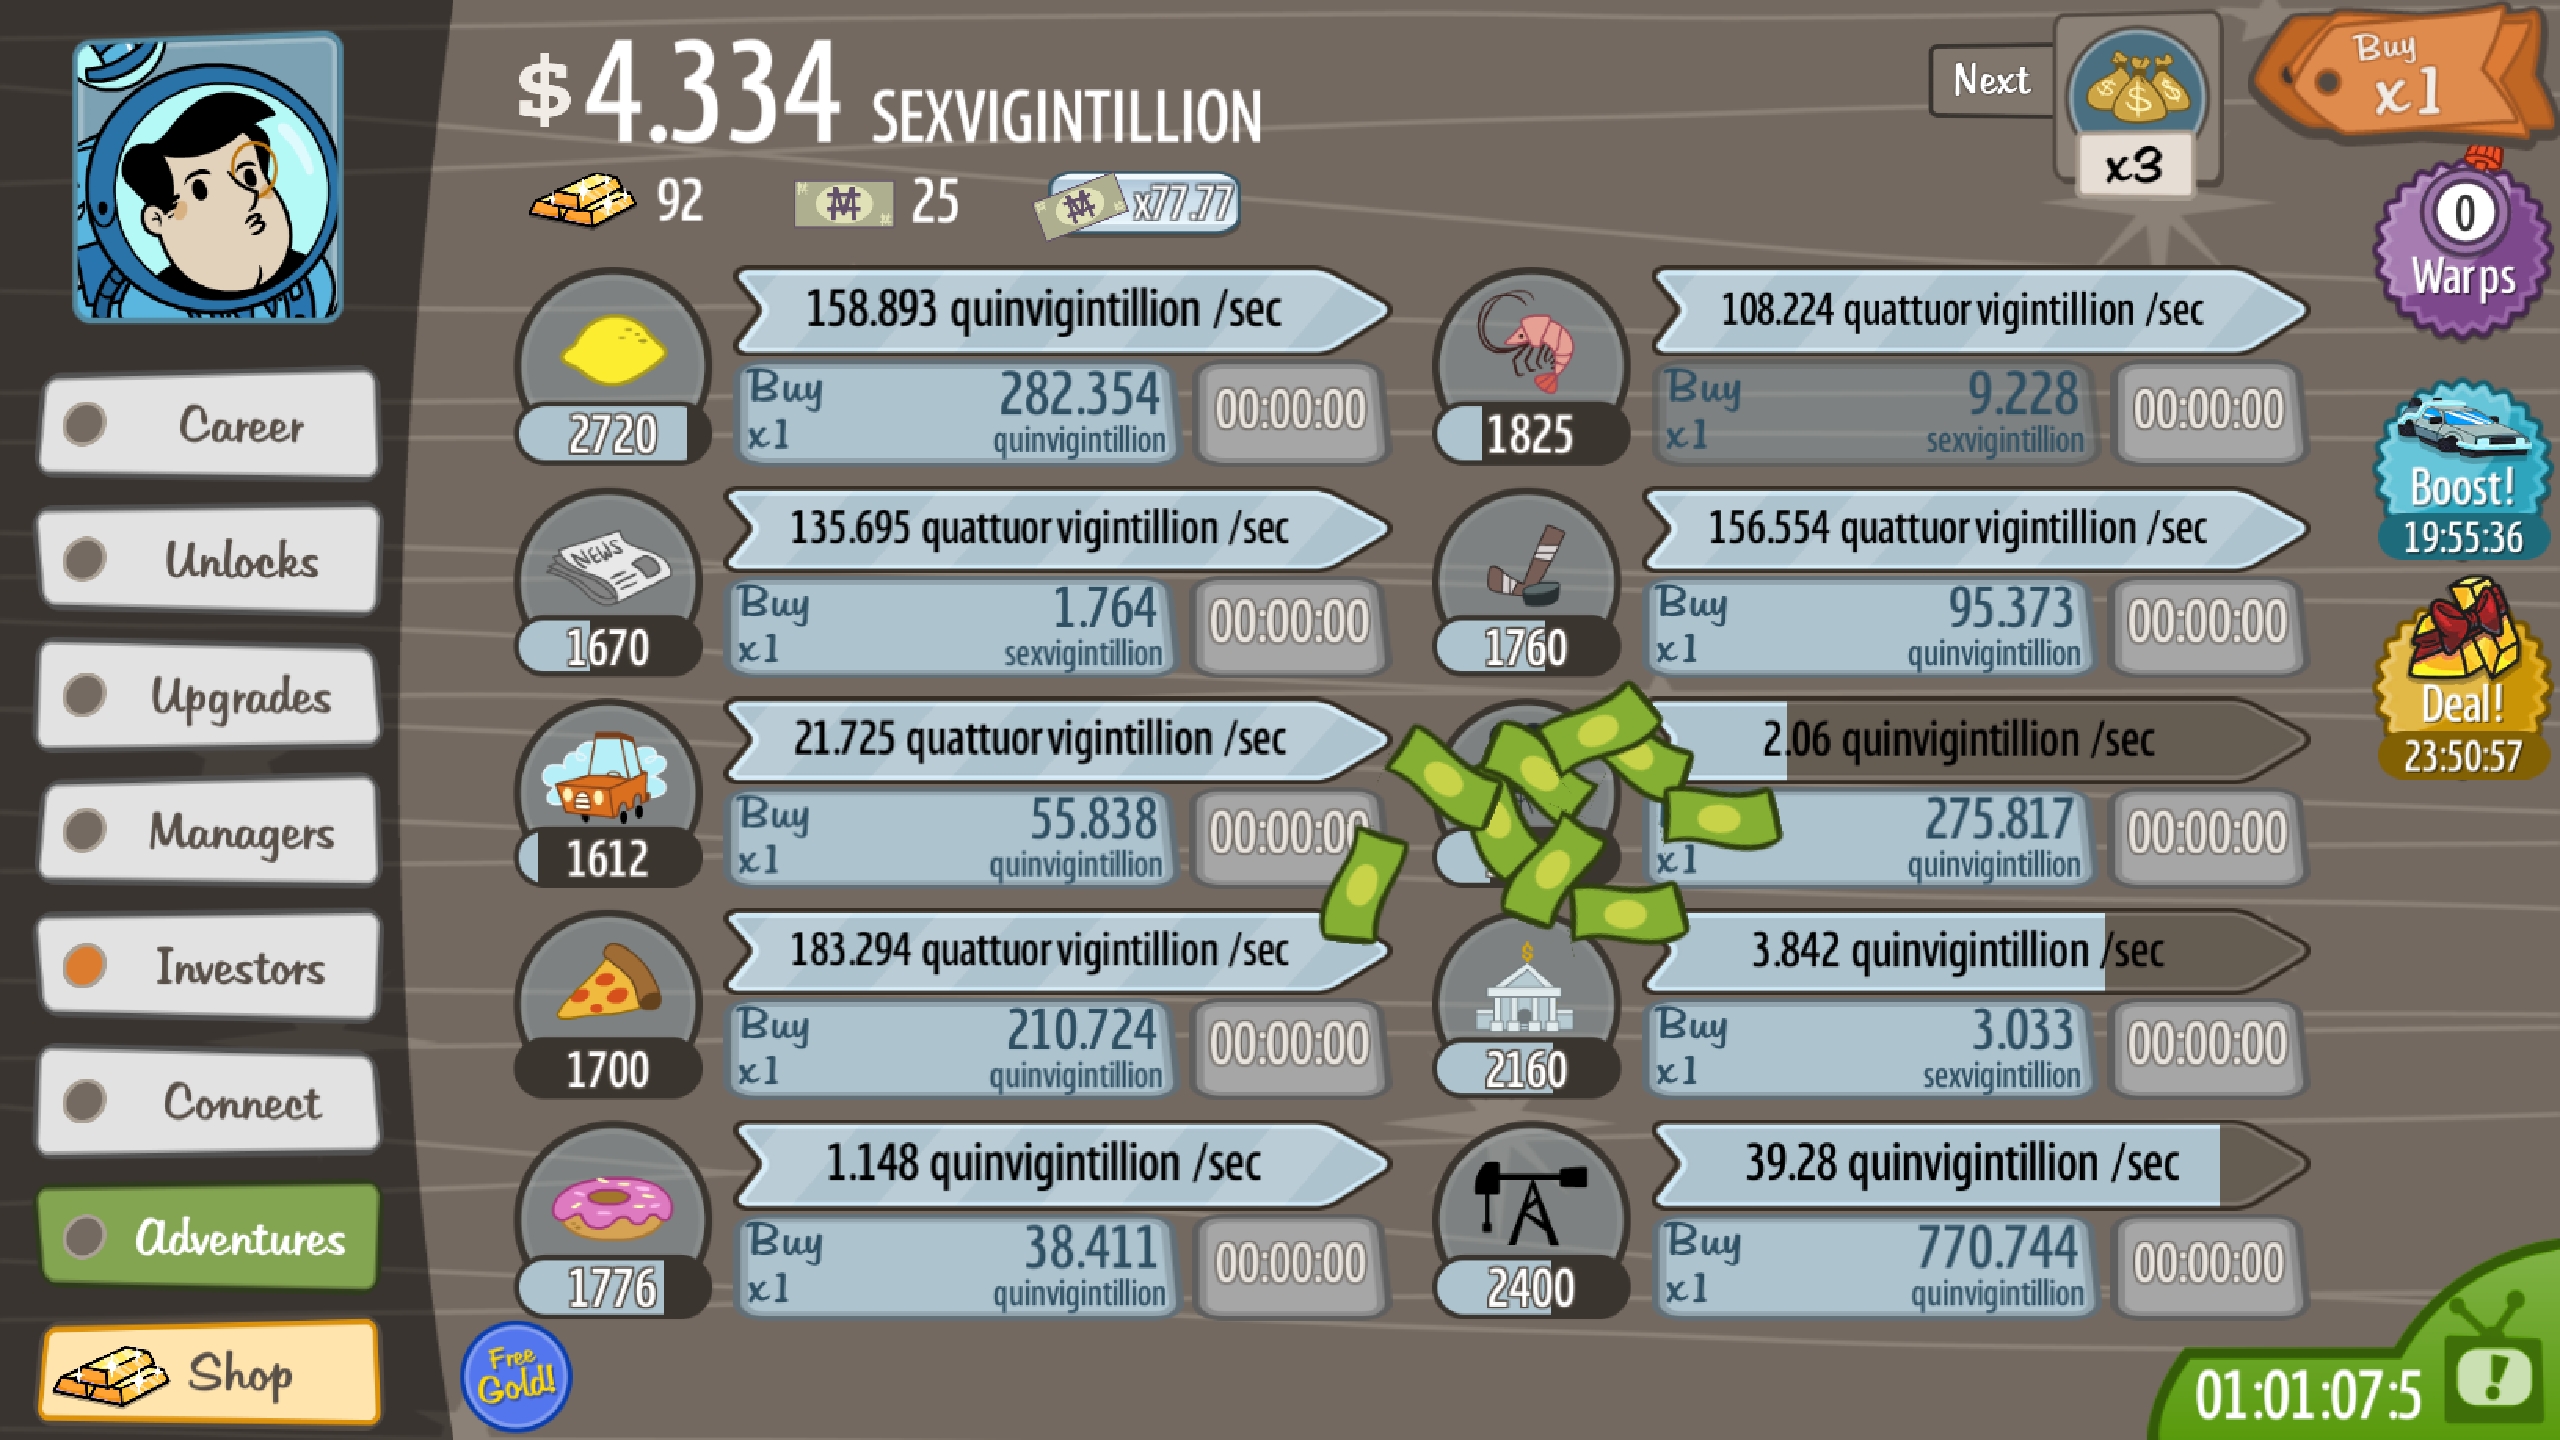 $4.334 SEXVIGINTILLION
Next
x3
Buy
x1
92
25
x77.77
0
Warps
Boost!
19:55:36
Deal!
23:50:57
Career
Unlocks
Upgrades
Managers
Investors
Connect
Adventures
Shop
158.893 quinvigintillion /sec
2720
Buy
x1
282.354
quinvigintillion
00:00:00
NEWS
135.695 quattuorvigintillion /sec
1670
Buy
x1
1.764
sexvigintillion
00:00:00
21.725 quattuorvigintillion /sec
1612
Buy
x1
55.838
quinvigintillion
00:00:00
183.294 quattuorvigintillion /sec
1700
Buy
x1
210.724
quinvigintillion
00:00:00
1.148 quinvigintillion /sec
1776
Buy
x1
38.411
quinvigintillion
00:00:00
108.224 quattuorvigintillion /sec
1825
Buy
x1
9.228
sexvigintillion
00:00:00
156.554 quattuorvigintillion /sec
1760
Buy
x1
95.373
quinvigintillion
00:00:00
2.06 quinvigintillion /sec
x1
275.817
quinvigintillion
00:00:00
3.842 quinvigintillion /sec
2160
Buy
x1
3.033
sexvigintillion
00:00:00
39.28 quinvigintillion /sec
2400
Buy
x1
770.744
quinvigintillion
00:00:00
Free
Gold!
01:01:07:5
!